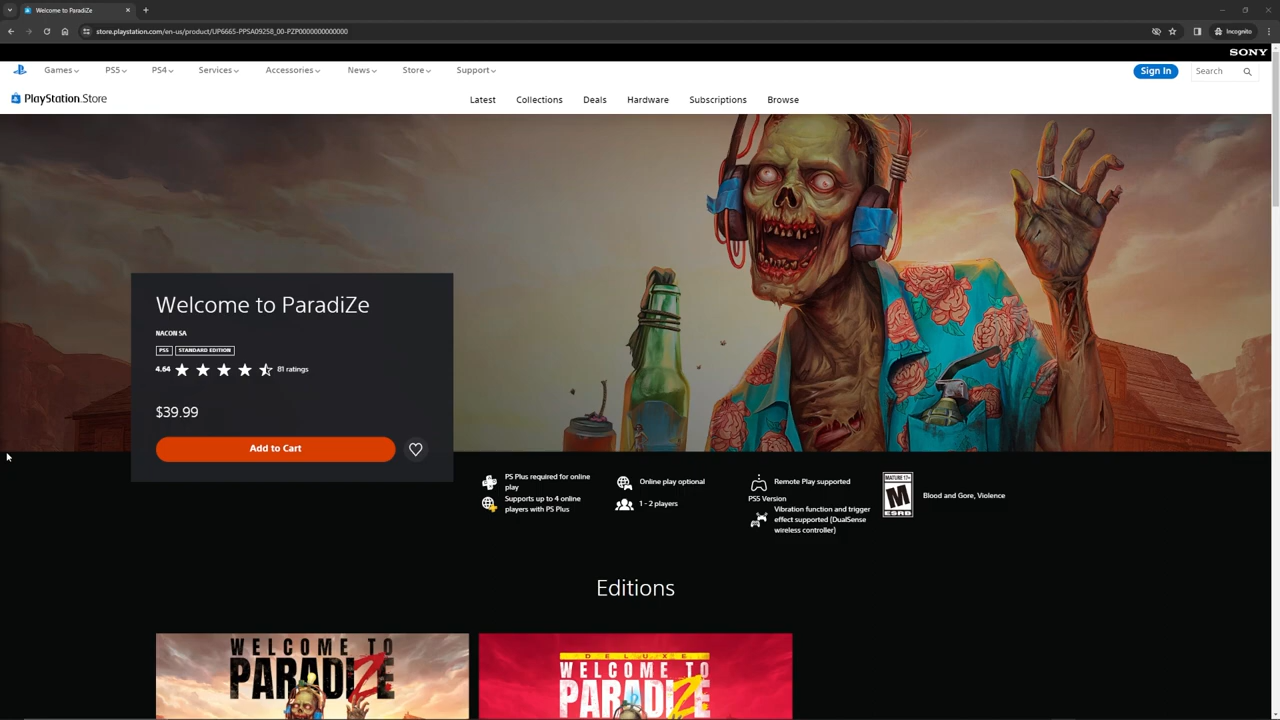 Welcome to ParadiZe
store.playstation.com/en-us/product/UP6665-PPSA09258_00-PZP0000000000000
Incognito
SONY
Games PS5 PS4 Services Accessories News Store Support
Sign In
Search
PlayStation.Store
Latest Collections Deals Hardware Subscriptions Browse
Welcome to ParadiZe
NACON SA
PS5 STANDARD EDITION
4.64 81 ratings
$39.99
Add to Cart
PS Plus required for online
play
Supports up to 4 online
players with PS Plus
Online play optional
1 - 2 players
Remote Play supported
PS5 Version
Vibration function and trigger
effect supported (DualSense
wireless controller)
MATURE 17+
M
ESRB
Blood and Gore, Violence
Editions
WELCOME TO
PARADIZE
DELUXE
WELCOME TO
PARADIZE